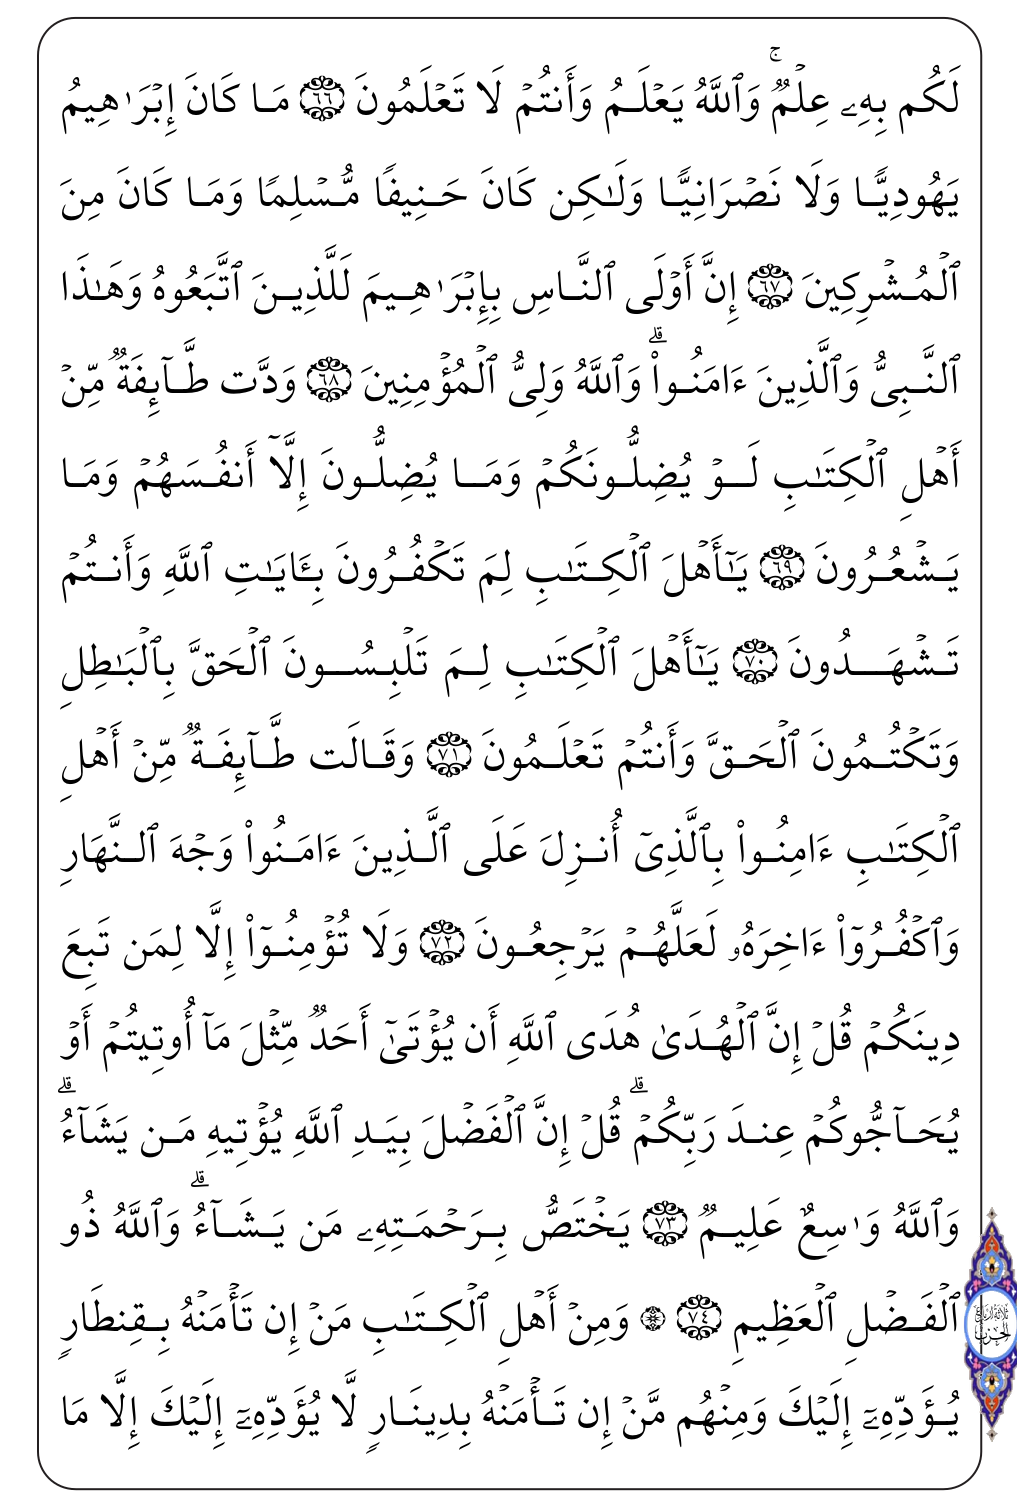 لَكُم بِهِۦ عِلۡمٞۚ وَٱللَّهُ يَعۡلَمُ وَأَنتُمۡ لَا تَعۡلَمُونَ ٦٦ مَا كَانَ إِبۡرَٰهِيمُ
يَهُودِيّٗا وَلَا نَصۡرَانِيّٗا وَلَٰكِن كَانَ حَنِيفٗا مُّسۡلِمٗا وَمَا كَانَ مِنَ
ٱلۡمُشۡرِكِينَ ٦٧ إِنَّ أَوۡلَى ٱلنَّاسِ بِإِبۡرَٰهِيمَ لَلَّذِينَ ٱتَّبَعُوهُ وَهَٰذَا
ٱلنَّبِيُّ وَٱلَّذِينَ ءَامَنُواْۗ وَٱللَّهُ وَلِيُّ ٱلۡمُؤۡمِنِينَ ٦٨ وَدَّت طَّآئِفَةٞ مِّنۡ
أَهۡلِ ٱلۡكِتَٰبِ لَوۡ يُضِلُّونَكُمۡ وَمَا يُضِلُّونَ إِلَّآ أَنفُسَهُمۡ وَمَا
يَشۡعُرُونَ ٦٩ يَٰٓأَهۡلَ ٱلۡكِتَٰبِ لِمَ تَكۡفُرُونَ بِـَٔايَٰتِ ٱللَّهِ وَأَنتُمۡ
تَشۡهَدُونَ ٧٠ يَٰٓأَهۡلَ ٱلۡكِتَٰبِ لِمَ تَلۡبِسُونَ ٱلۡحَقَّ بِٱلۡبَٰطِلِ
وَتَكۡتُمُونَ ٱلۡحَقَّ وَأَنتُمۡ تَعۡلَمُونَ ٧١ وَقَالَت طَّآئِفَةٞ مِّنۡ أَهۡلِ
ٱلۡكِتَٰبِ ءَامِنُواْ بِٱلَّذِيٓ أُنزِلَ عَلَى ٱلَّذِينَ ءَامَنُواْ وَجۡهَ ٱلنَّهَارِ
وَٱكۡفُرُوٓاْ ءَاخِرَهُۥ لَعَلَّهُمۡ يَرۡجِعُونَ ٧٢ وَلَا تُؤۡمِنُوٓاْ إِلَّا لِمَن تَبِعَ
دِينَكُمۡ قُلۡ إِنَّ ٱلۡهُدَىٰ هُدَى ٱللَّهِ أَن يُؤۡتَىٰٓ أَحَدٞ مِّثۡلَ مَآ أُوتِيتُمۡ أَوۡ
يُحَآجُّوكُمۡ عِندَ رَبِّكُمۡۗ قُلۡ إِنَّ ٱلۡفَضۡلَ بِيَدِ ٱللَّهِ يُؤۡتِيهِ مَن يَشَآءُۗ
وَٱللَّهُ وَٰسِعٌ عَلِيمٞ ٧٣ يَخۡتَصُّ بِرَحۡمَتِهِۦ مَن يَشَآءُۗ وَٱللَّهُ ذُو
ٱلۡفَضۡلِ ٱلۡعَظِيمِ ٧٤ ۞ وَمِنۡ أَهۡلِ ٱلۡكِتَٰبِ مَنۡ إِن تَأۡمَنۡهُ بِقِنطَارٖ
يُؤَدِّهِۦٓ إِلَيۡكَ وَمِنۡهُم مَّنۡ إِن تَأۡمَنۡهُ بِدِينَارٖ لَّا يُؤَدِّهِۦٓ إِلَيۡكَ إِلَّا مَا
ثلاثة أرباع
الحزب